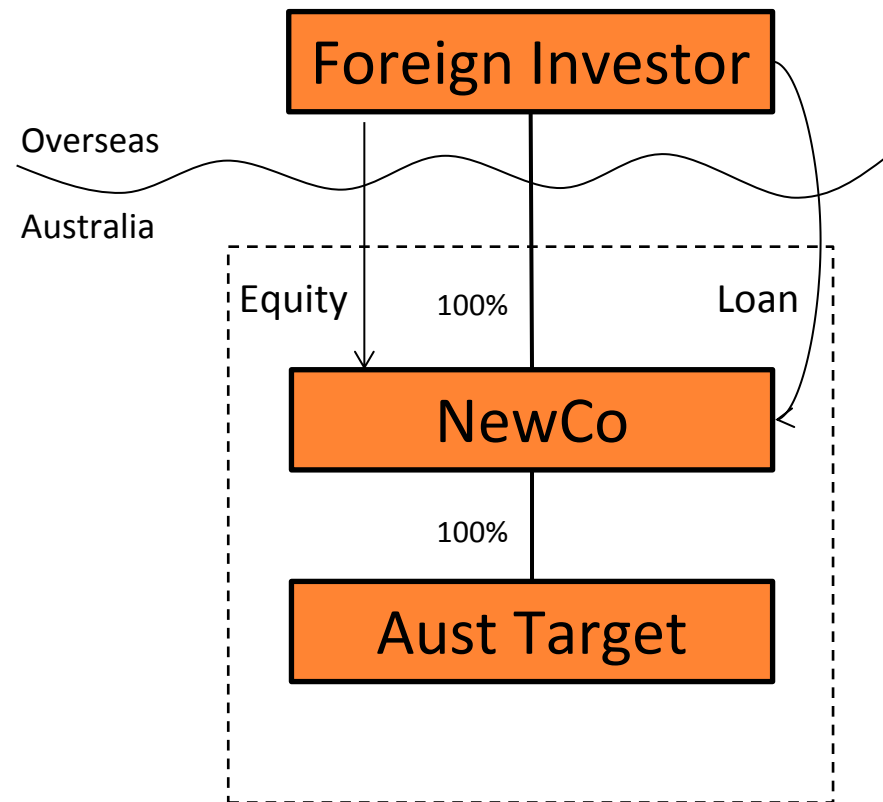 Foreign Investor
Overseas
Australia
Equity
100%
Loan
NewCo
100%
Aust Target